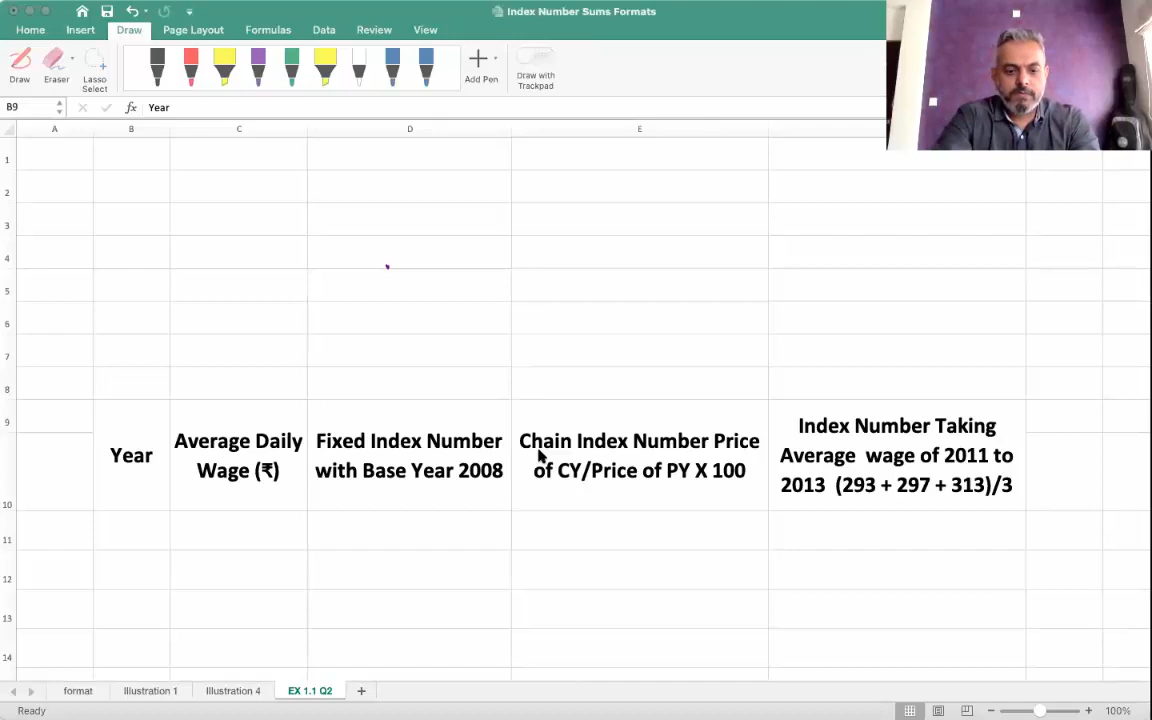 Index Number Sums Formats
Home Insert Draw Page Layout Formulas Data Review View
Draw Eraser Lasso Select Add Pen Draw with Trackpad
B9 fx Year
A B C D E
1
2
3
4
5
6
7
8
9
Year
Average Daily Wage (₹)
Fixed Index Number with Base Year 2008
Chain Index Number Price of CY/Price of PY X 100
Index Number Taking Average wage of 2011 to 2013 (293 + 297 + 313)/3
10
11
12
13
14
format Illustration 1 Illustration 4 EX 1.1 Q2
Ready 100%